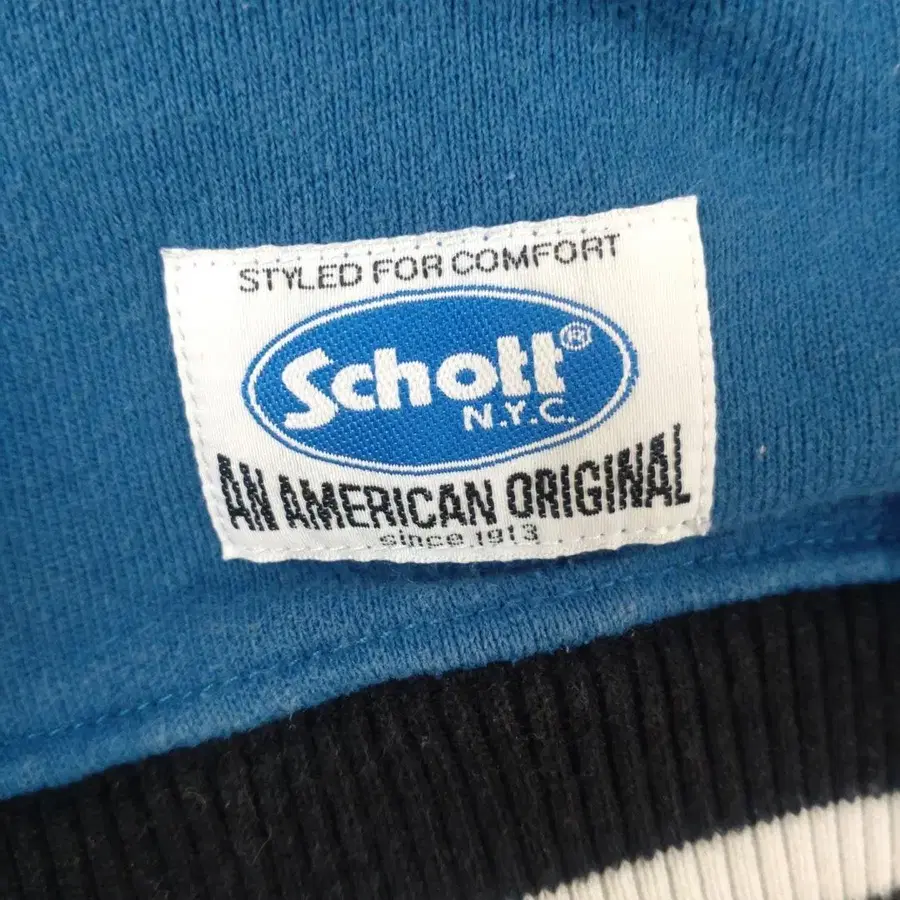 STYLED FOR COMFORT
Schott®
N.Y.C.
AN AMERICAN ORIGINAL
since 1913